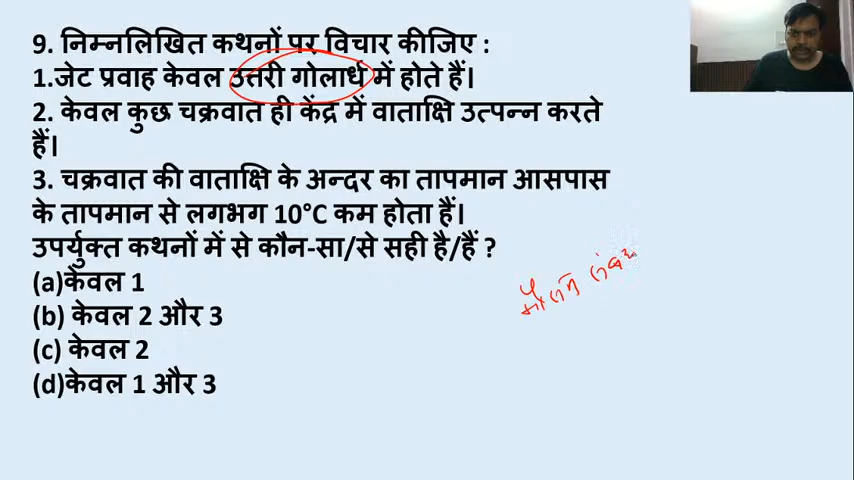 9. निम्नलिखित कथनों पर विचार कीजिए :
1.जेट प्रवाह केवल उत्तरी गोलार्ध में होते हैं।
2. केवल कुछ चक्रवात ही केंद्र में वाताक्षि उत्पन्न करते
हैं।
3. चक्रवात की वाताक्षि के अन्दर का तापमान आसपास
के तापमान से लगभग 10°C कम होता हैं।
उपर्युक्त कथनों में से कौन-सा/से सही है/हैं ?
(a)केवल 1
(b) केवल 2 और 3
(c) केवल 2
(d)केवल 1 और 3